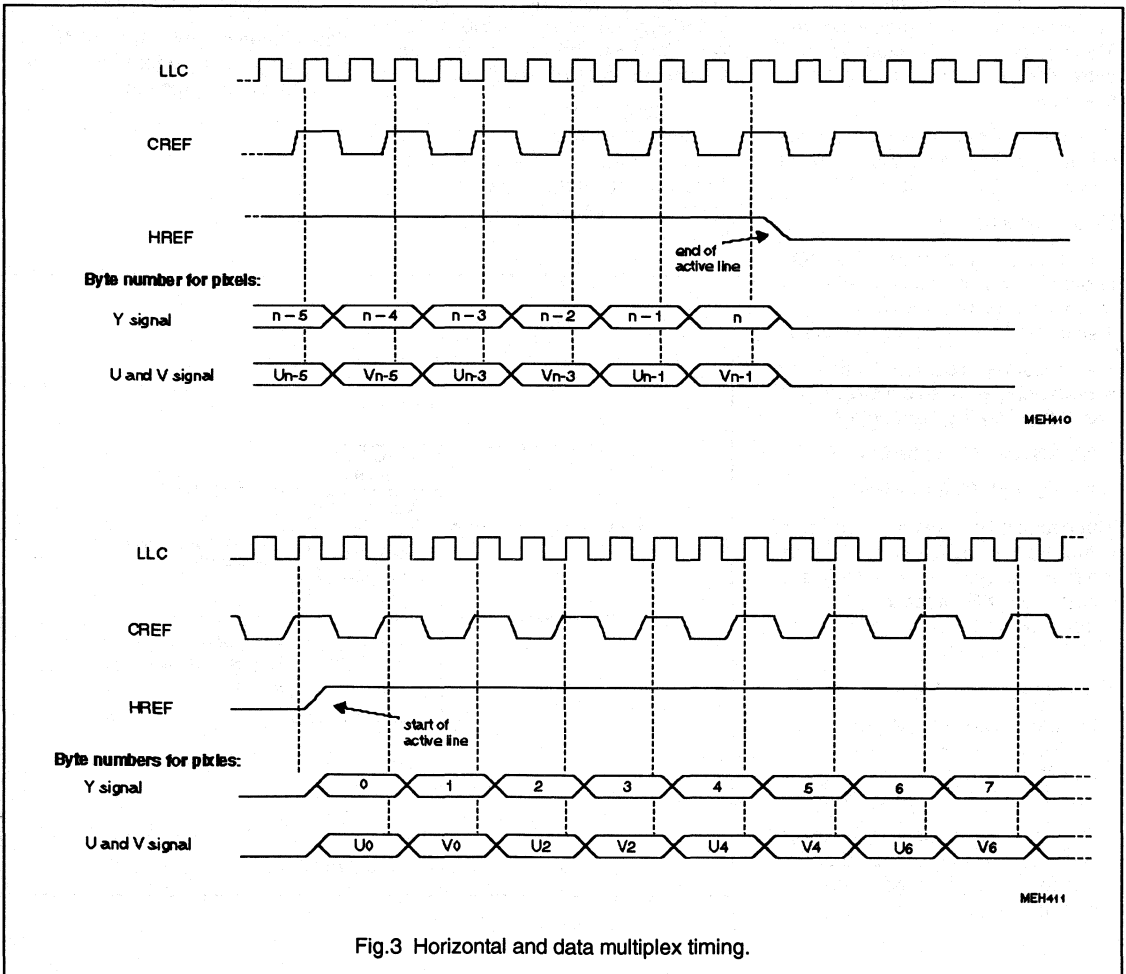 LLC
CREF
HREF
end of
active line
Byte number for pixels:
Y signal
n – 5 n – 4 n – 3 n – 2 n – 1 n
U and V signal
Un-5 Vn-5 Un-3 Vn-3 Un-1 Vn-1
MEH410
LLC
CREF
HREF
start of
active line
Byte numbers for pixles:
Y signal
0 1 2 3 4 5 6 7
U and V signal
U0 V0 U2 V2 U4 V4 U6 V6
MEH411
Fig.3 Horizontal and data multiplex timing.